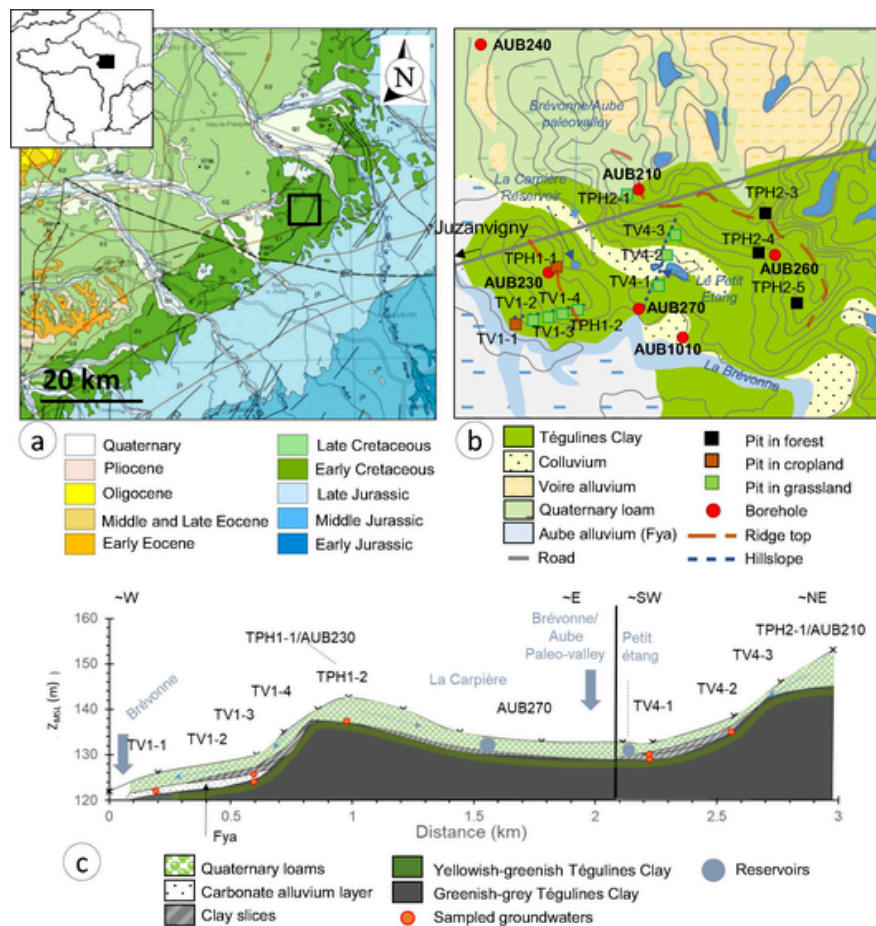 N
20 km
a
Quaternary
Pliocene
Oligocene
Middle and Late Eocene
Early Eocene
Late Cretaceous
Early Cretaceous
Late Jurassic
Middle Jurassic
Early Jurassic
AUB240
Brévonne/Aube
paleovalley
AUB210
La Carpière
Reservoir
TPH2-1
TPH2-3
Juzanvigny
TV4-3
TPH1-1
TV4-2
TPH2-4
AUB230
AUB260
Le Petit
Etang
TV4-1
TPH2-5
TV1-2
TV1-4
AUB270
TV1-1
TV1-3
TPH1-2
AUB1010
La Brévonne
b
Tégulines Clay
Colluvium
Voire alluvium
Quaternary loam
Aube alluvium (Fya)
Road
Pit in forest
Pit in cropland
Pit in grassland
Borehole
Ridge top
Hillslope
~W
~E
~SW
~NE
160
150
140
130
120
Z MSL (m)
Brévonne
TV1-1
TV1-2
TV1-3
TV1-4
TPH1-1/AUB230
TPH1-2
La Carpière
AUB270
Brévonne/
Aube
Paleo-valley
Petit
étang
TV4-1
TV4-2
TV4-3
TPH2-1/AUB210
0
0.5
1
1.5
2
2.5
3
Fya
Distance (km)
c
Quaternary loams
Carbonate alluvium layer
Clay slices
Yellowish-greenish Tégulines Clay
Greenish-grey Tégulines Clay
Sampled groundwaters
Reservoirs